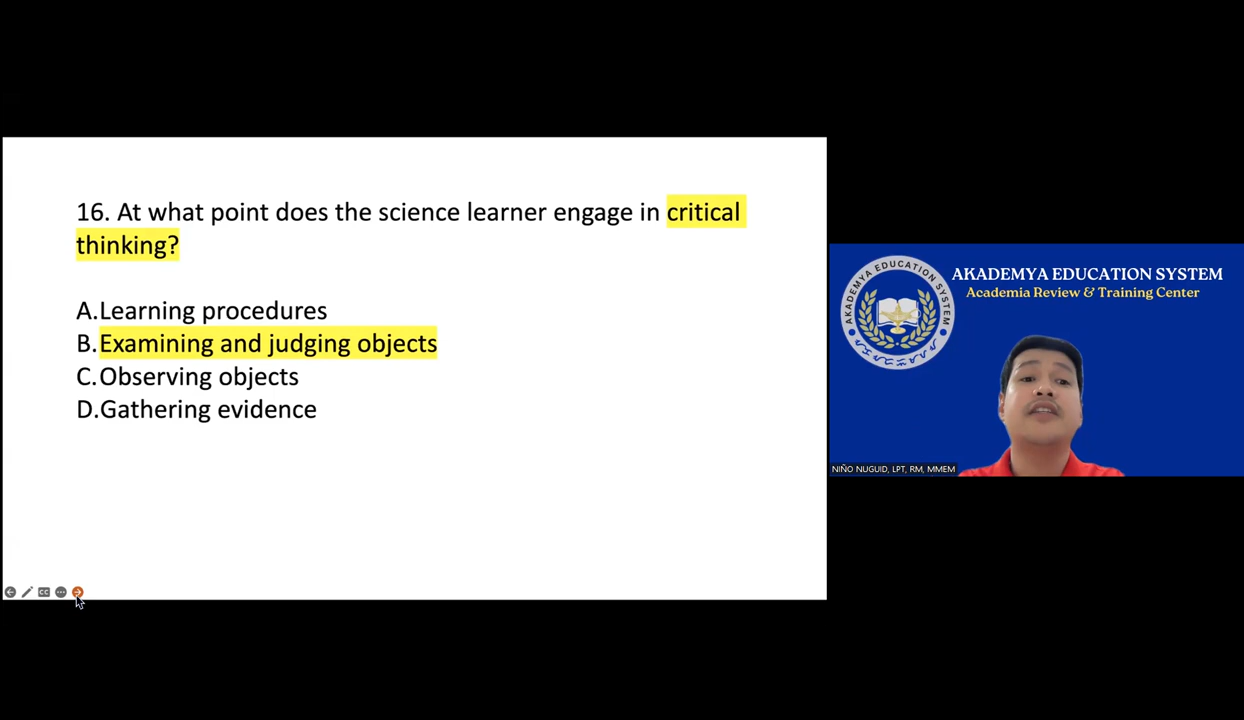 16. At what point does the science learner engage in critical
thinking?
A.Learning procedures
B.Examining and judging objects
C.Observing objects
D.Gathering evidence
AKADEMYA EDUCATION SYSTEM
AKADEMYA EDUCATION SYSTEM
Academia Review & Training Center
NIÑO NUGUID, LPT, RM, MMEM
CC